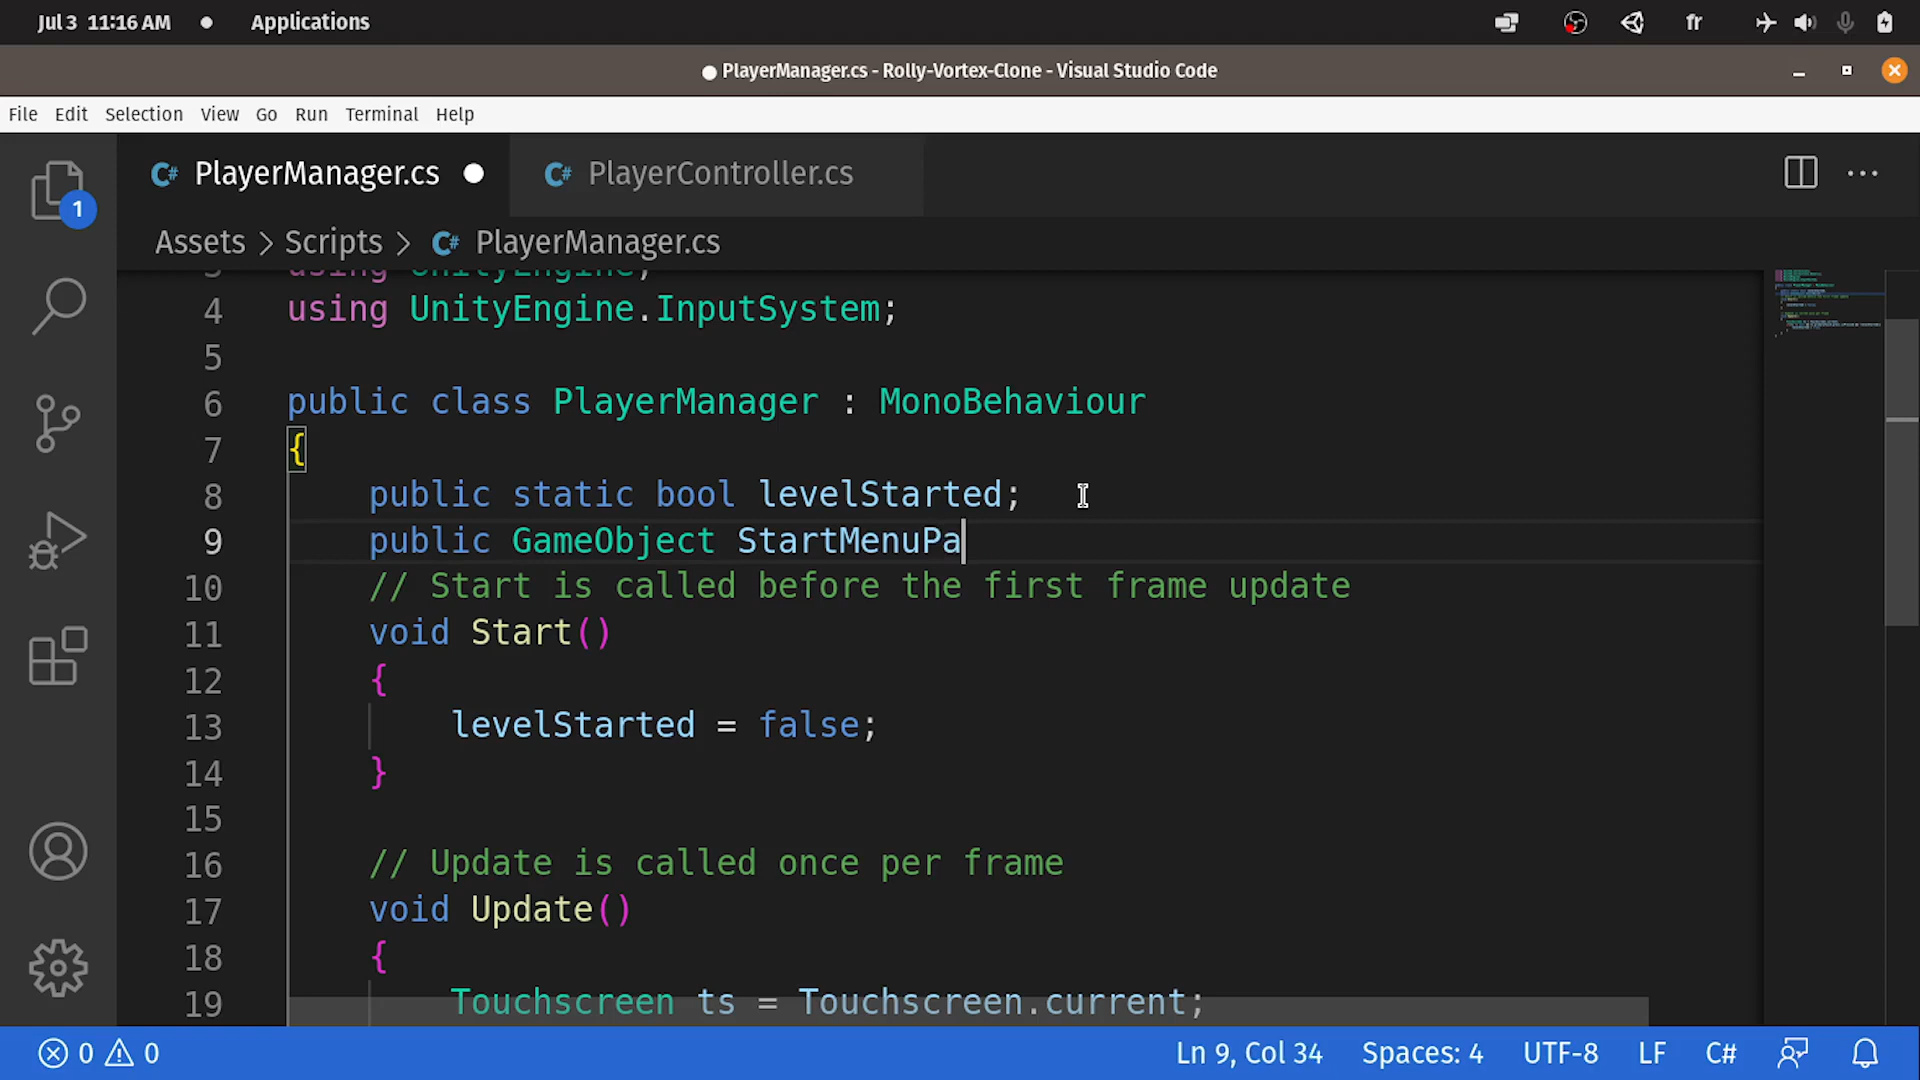 Jul 3 11:16 AM ● Applications fr
● PlayerManager.cs - Rolly-Vortex-Clone - Visual Studio Code
File Edit Selection View Go Run Terminal Help
PlayerManager.cs ● PlayerController.cs
1
Assets > Scripts > PlayerManager.cs
3 using UnityEngine;
4 using UnityEngine.InputSystem;
5
6 public class PlayerManager : MonoBehaviour
7 {
8 public static bool levelStarted;
9 public GameObject StartMenuPa
10 // Start is called before the first frame update
11 void Start()
12 {
13 levelStarted = false;
14 }
15
16 // Update is called once per frame
17 void Update()
18 {
19 Touchscreen ts = Touchscreen.current;
0 0 Ln 9, Col 34 Spaces: 4 UTF-8 LF C#